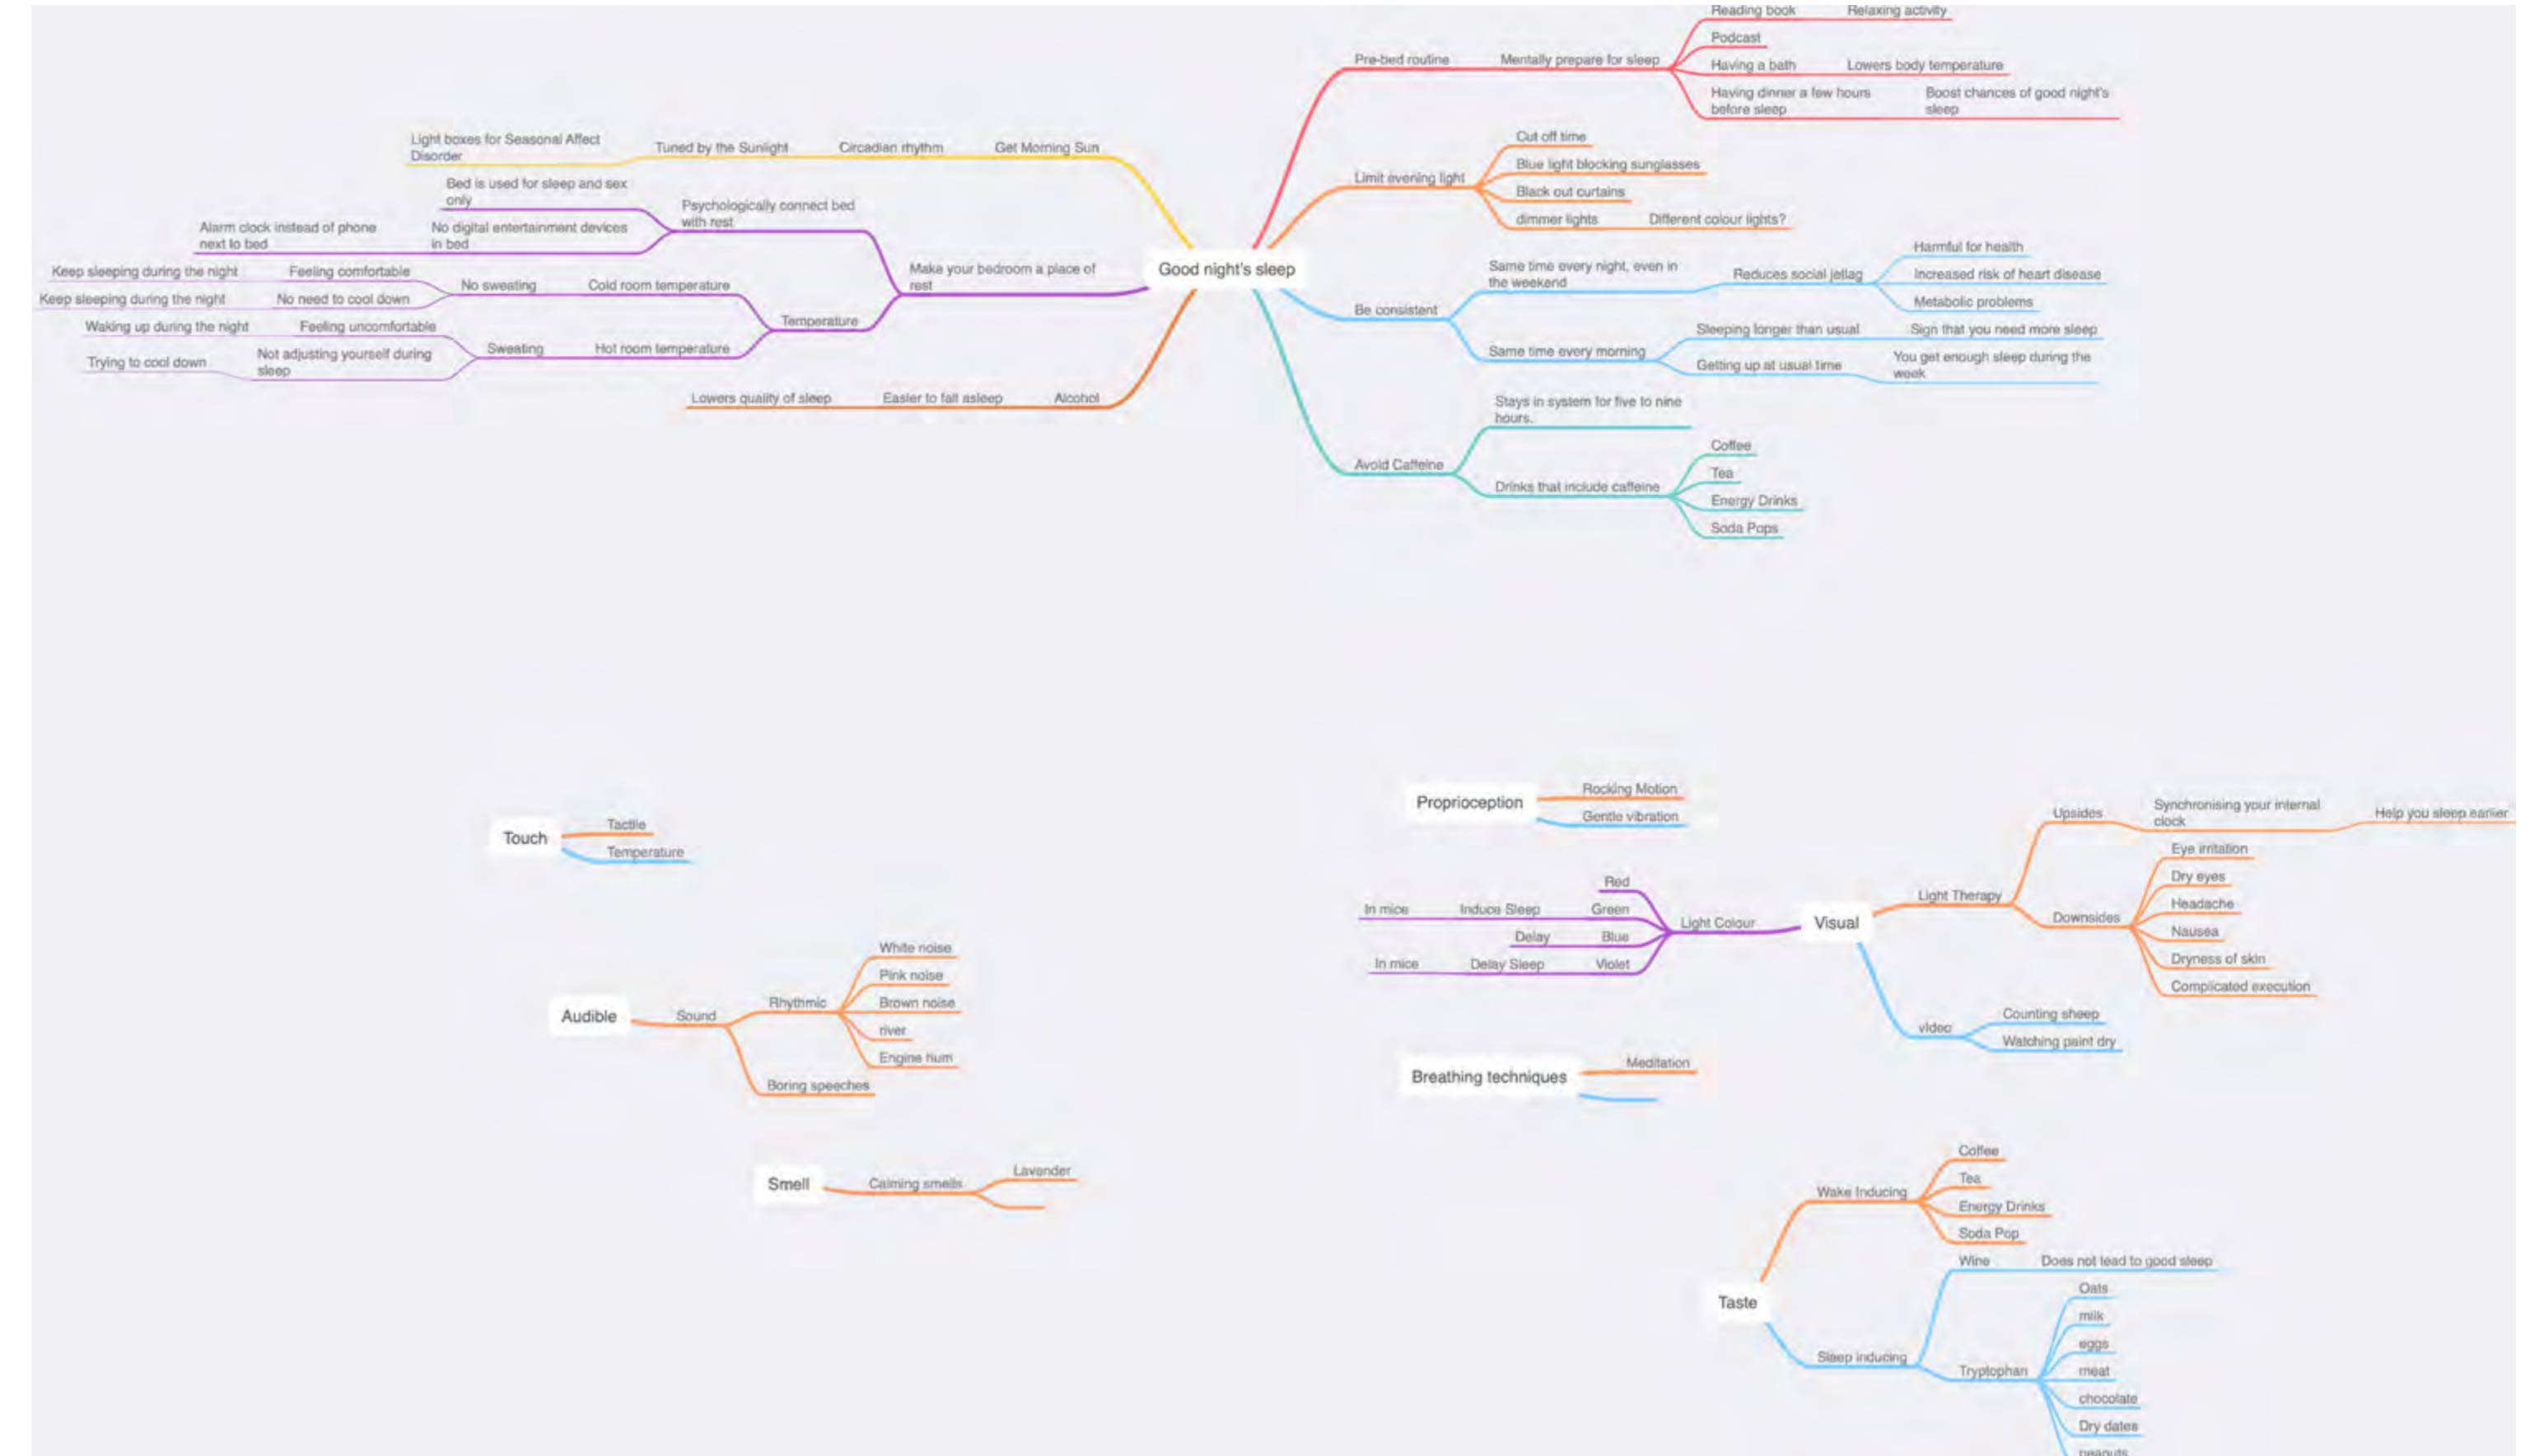 Good night's sleep
Pre-bed routine
Mentally prepare for sleep
Reading book
Relaxing activity
Podcast
Having a bath
Lowers body temperature
Having dinner a few hours
before sleep
Boost chances of good night's
sleep
Limit evening light
Cut off time
Blue light blocking sunglasses
Black out curtains
dimmer lights
Different colour lights?
Be consistent
Same time every night, even in
the weekend
Reduces social jetlag
Harmful for health
Increased risk of heart disease
Metabolic problems
Same time every morning
Sleeping longer than usual
Sign that you need more sleep
Getting up at usual time
You get enough sleep during the
week
Avoid Caffeine
Stays in system for five to nine
hours.
Drinks that include caffeine
Coffee
Tea
Energy Drinks
Soda Pops
Get Morning Sun
Circadian rhythm
Tuned by the Sunlight
Light boxes for Seasonal Affect
Disorder
Make your bedroom a place of
rest
Psychologically connect bed
with rest
Bed is used for sleep and sex
only
No digital entertainment devices
in bed
Alarm clock instead of phone
next to bed
Temperature
Cold room temperature
No sweating
Feeling comfortable
Keep sleeping during the night
No need to cool down
Keep sleeping during the night
Hot room temperature
Sweating
Feeling uncomfortable
Waking up during the night
Not adjusting yourself during
sleep
Trying to cool down
Alcohol
Easier to fall asleep
Lowers quality of sleep
Touch
Tactile
Temperature
Audible
Sound
Rhythmic
White noise
Pink noise
Brown noise
river
Engine hum
Boring speeches
Smell
Calming smells
Lavender
Proprioception
Rocking Motion
Gentle vibration
Visual
Light Colour
Red
Green
Induce Sleep
In mice
Blue
Delay
Violet
Delay Sleep
In mice
Light Therapy
Upsides
Synchronising your internal
clock
Help you sleep earlier
Downsides
Eye irritation
Dry eyes
Headache
Nausea
Dryness of skin
Complicated execution
video
Counting sheep
Watching paint dry
Breathing techniques
Meditation
Taste
Wake Inducing
Coffee
Tea
Energy Drinks
Soda Pop
Sleep inducing
Wine
Does not lead to good sleep
Tryptophan
Oats
milk
eggs
meat
chocolate
Dry dates
peanuts